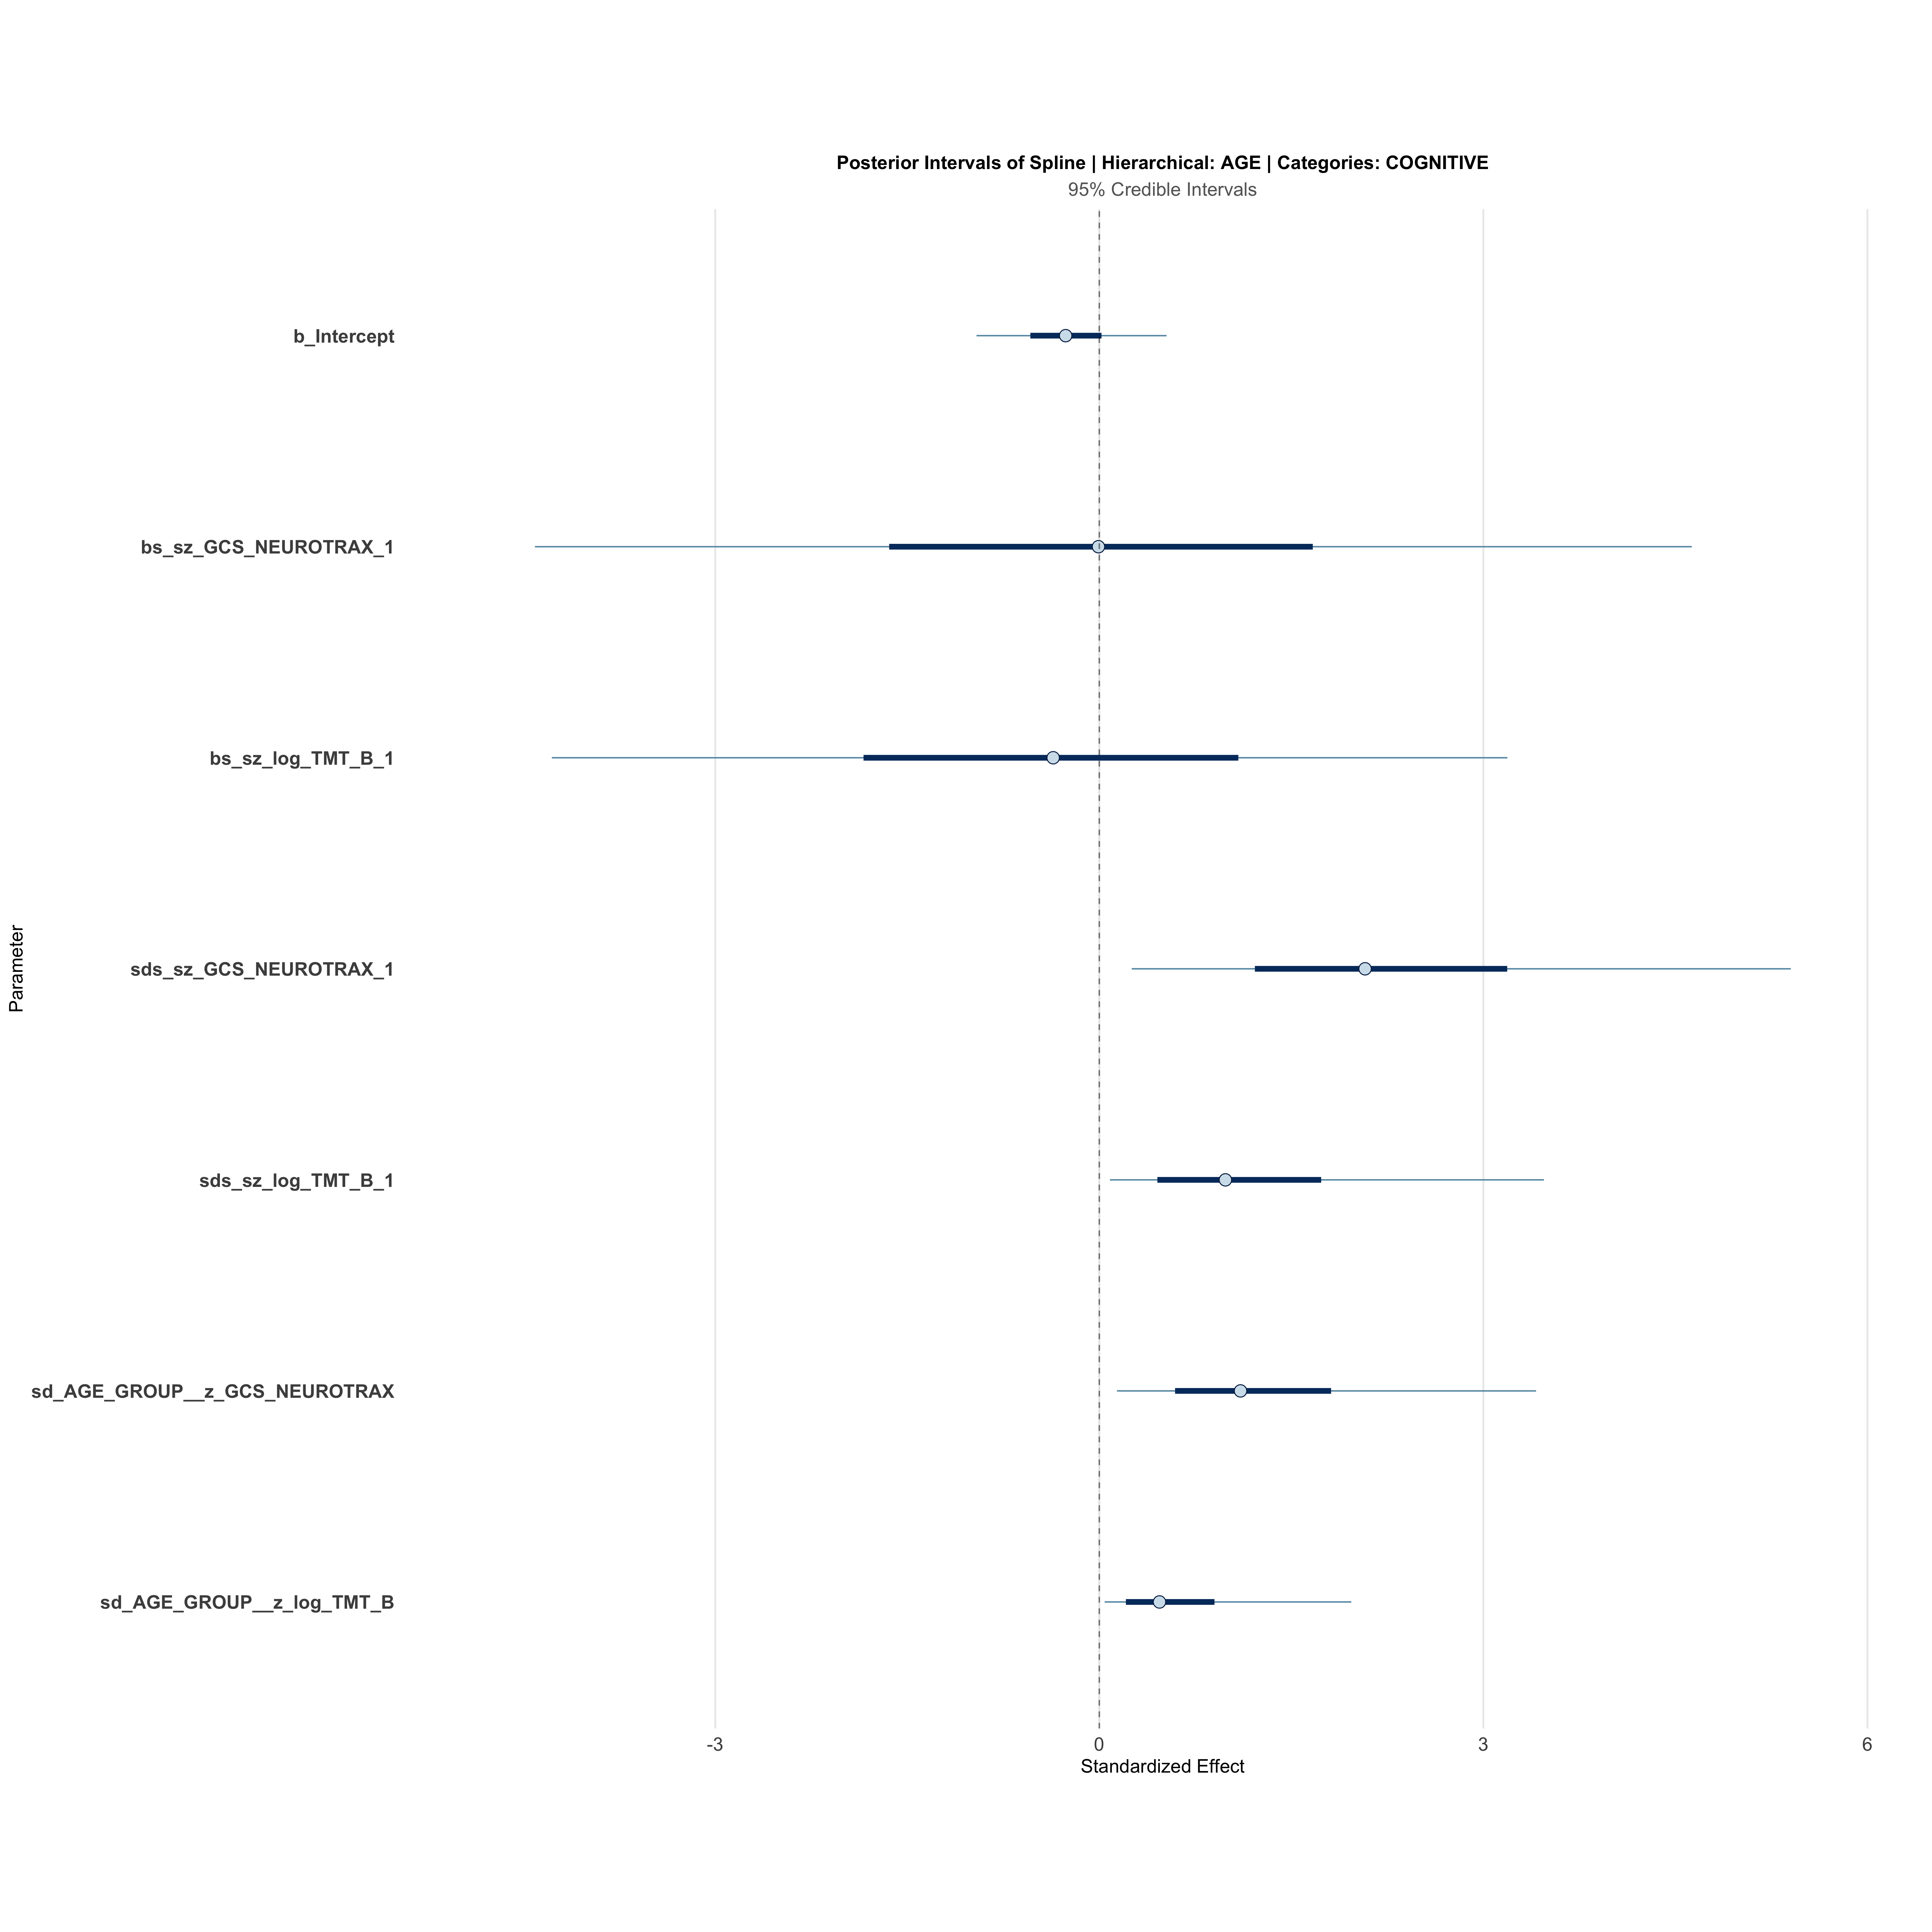 Posterior Intervals of Spline | Hierarchical: AGE | Categories: COGNITIVE
95% Credible Intervals
Parameter
b_Intercept
bs_sz_GCS_NEUROTRAX_1
bs_sz_log_TMT_B_1
sds_sz_GCS_NEUROTRAX_1
sds_sz_log_TMT_B_1
sd_AGE_GROUP__z_GCS_NEUROTRAX
sd_AGE_GROUP__z_log_TMT_B
-3 0 3 6
Standardized Effect